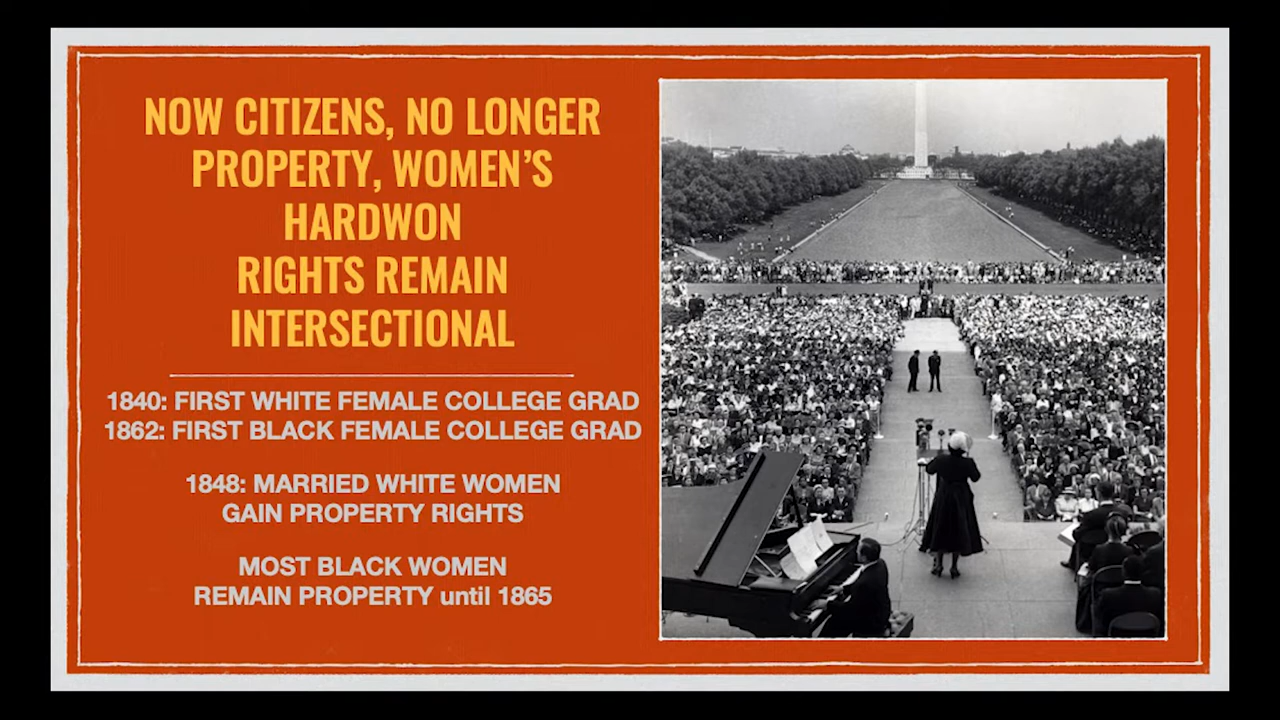 NOW CITIZENS, NO LONGER
PROPERTY, WOMEN'S
HARDWON
RIGHTS REMAIN
INTERSECTIONAL
1840: FIRST WHITE FEMALE COLLEGE GRAD
1862: FIRST BLACK FEMALE COLLEGE GRAD
1848: MARRIED WHITE WOMEN
GAIN PROPERTY RIGHTS
MOST BLACK WOMEN
REMAIN PROPERTY until 1865